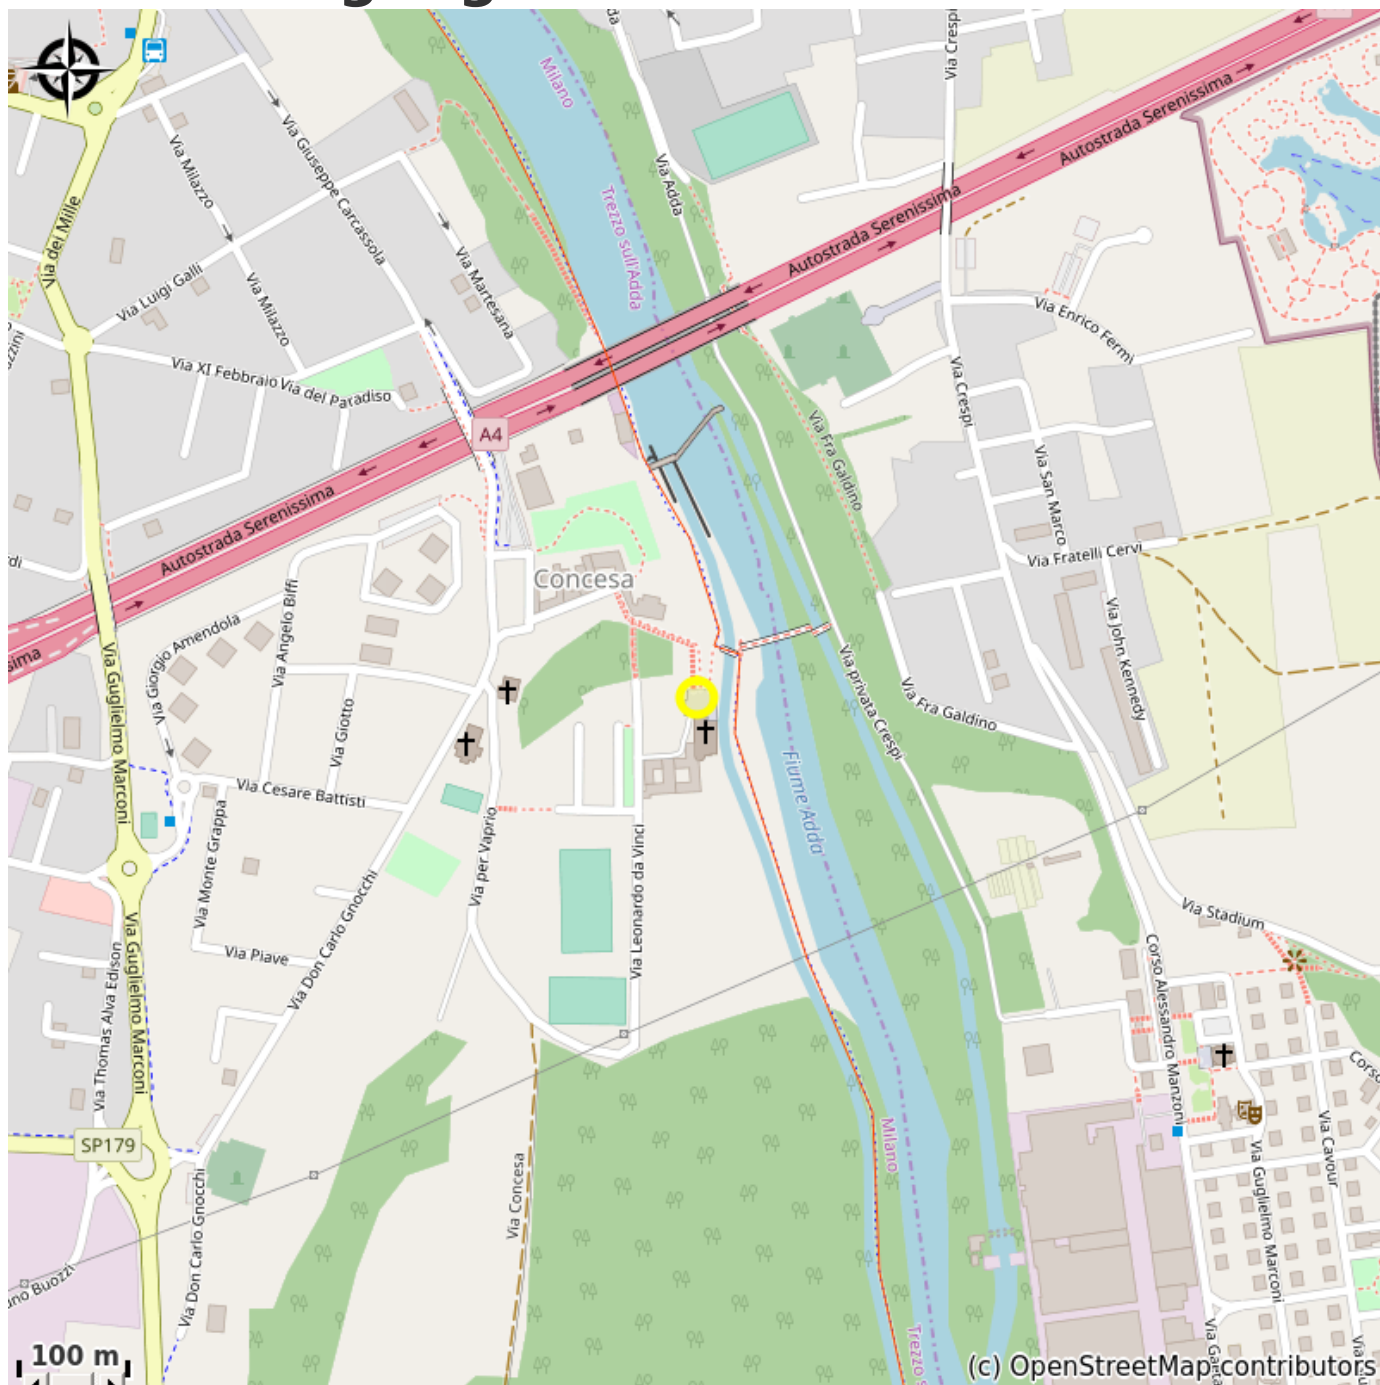 Milano
Via Crespi
Via Giuseppe Carcassola
Via Milazzo
Via Adda
Autostrada Serenissima
Trezzo sull'Adda
Autostrada Serenissima
Via dei Mille
Via Luigi Galli
Via Milazzo
Via Martesana
Via Enrico Fermi
Via XI Febbraio
Via del Paradiso
Via Crespi
A4
Via Fra Galdino
Via San Marco
Autostrada Serenissima
Via Fratelli Cervi
Concesa
Via Angelo Biffi
Via Giorgio Amendola
Via John Kennedy
Via Guglielmo Marconi
Via privata Crespi
Via Fra Galdino
Via Giotto
Fiume Adda
Via Cesare Battisti
Via Monte Grappa
Via per Vaprio
Via Leonardo da Vinci
Via Don Carlo Gnocchi
Via Stadium
Via Piave
Via Guglielmo Marconi
Via Thomas Alva Edison
Corso Alessandro Manzoni
Corso
Milano
SP179
Via Cavour
Via Concesa
Via Don Carlo Gnocchi
Via Guglielmo Marconi
Buozzi
100 m
(c) OpenStreetMap contributors